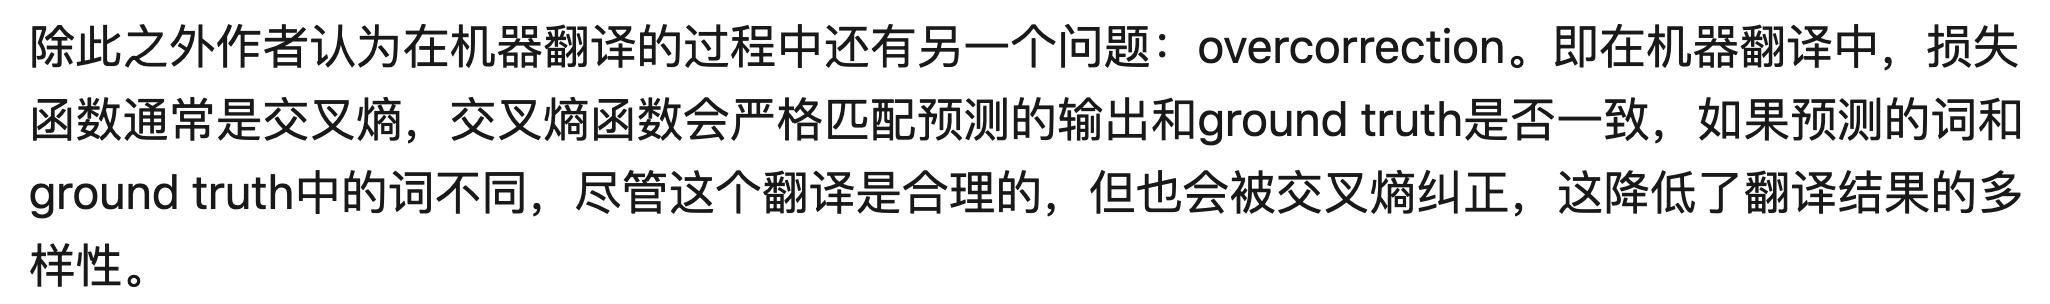 除此之外作者认为在机器翻译的过程中还有另一个问题：overcorrection。即在机器翻译中，损失
函数通常是交叉熵，交叉熵函数会严格匹配预测的输出和ground truth是否一致，如果预测的词和
ground truth中的词不同，尽管这个翻译是合理的，但也会被交叉熵纠正，这降低了翻译结果的多
样性。